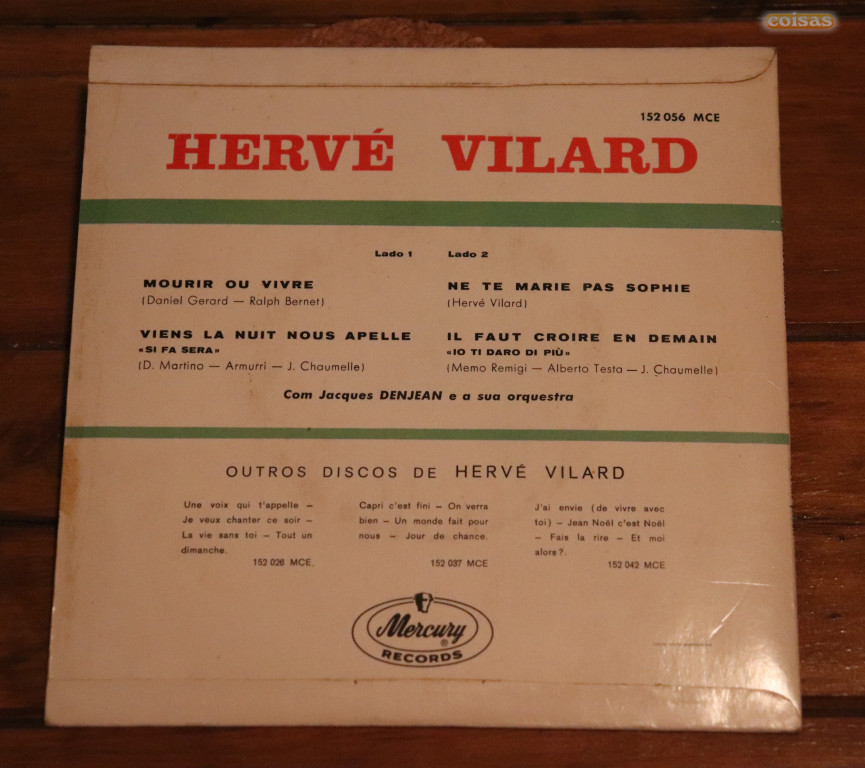 coisas
152 056 MCE
HERVÉ VILARD
Lado 1
MOURIR OU VIVRE
(Daniel Gerard — Ralph Bernet)
VIENS LA NUIT NOUS APELLE
«SI FA SERA»
(D. Martino — Armurri — J. Chaumelle)
Lado 2
NE TE MARIE PAS SOPHIE
(Hervé Vilard)
IL FAUT CROIRE EN DEMAIN
«IO TI DARO DI PIÙ»
(Memo Remigi — Alberto Testa — J. Chaumelle)
Com Jacques DENJEAN e a sua orquestra
OUTROS DISCOS DE HERVÉ VILARD
Une voix qui t'appelle —
Je veux chanter ce soir —
La vie sans toi — Tout un
dimanche.
152 026 MCE.
Capri c'est fini — On verra
bien — Un monde fait pour
nous — Jour de chance.
152 037 MCE
J'ai envie (de vivre avec
toi) — Jean Noël c'est Noël
— Fais la rire — Et moi
alors?.
152 042 MCE
Mercury
®
RECORDS